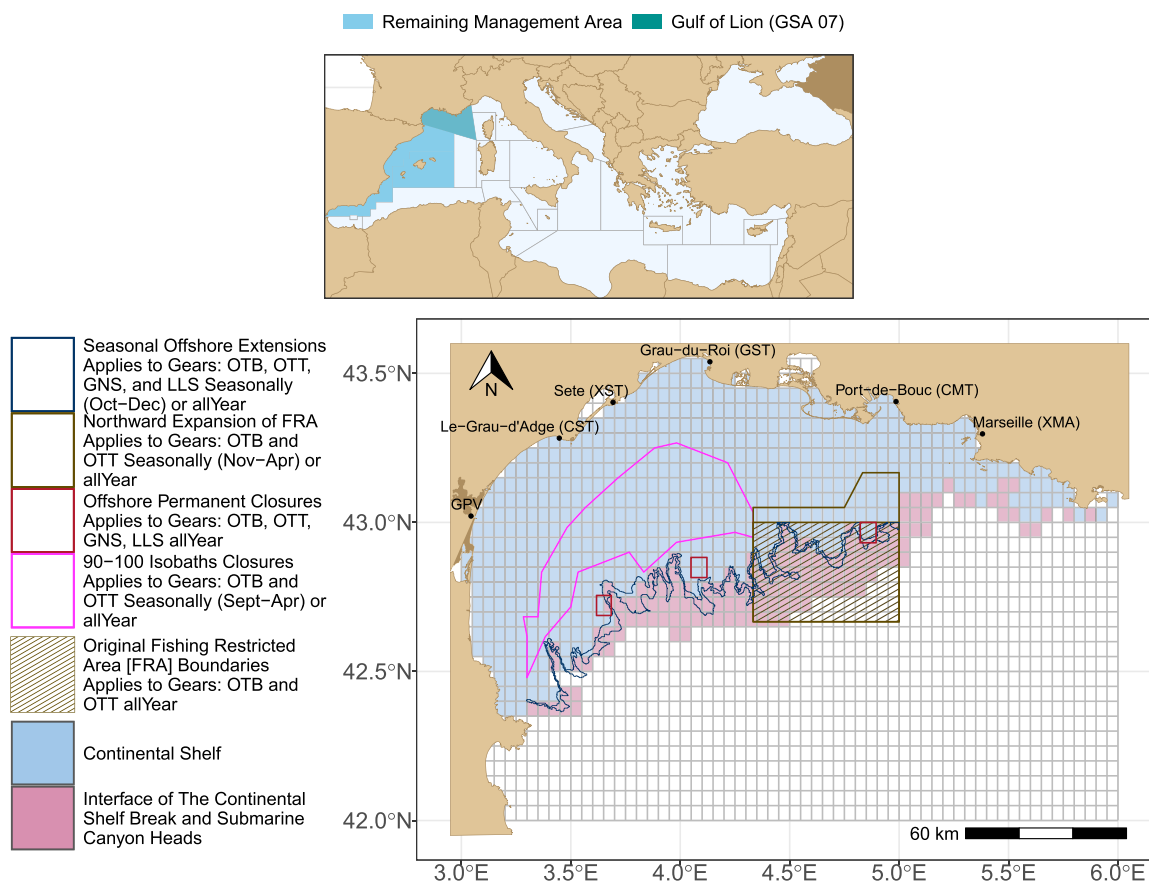 Remaining Management Area
Gulf of Lion (GSA 07)
Seasonal Offshore Extensions
Applies to Gears: OTB, OTT,
GNS, and LLS Seasonally
(Oct−Dec) or allYear
Northward Expansion of FRA
Applies to Gears: OTB and
OTT Seasonally (Nov−Apr) or
allYear
Offshore Permanent Closures
Applies to Gears: OTB, OTT,
GNS, LLS allYear
90−100 Isobaths Closures
Applies to Gears: OTB and
OTT Seasonally (Sept−Apr) or
allYear
Original Fishing Restricted
Area [FRA] Boundaries
Applies to Gears: OTB and
OTT allYear
Continental Shelf
Interface of The Continental
Shelf Break and Submarine
Canyon Heads
43.5°N
43.0°N
42.5°N
42.0°N
N
Grau−du−Roi (GST)
Sete (XST)
Port−de−Bouc (CMT)
Le−Grau−d'Adge (CST)
Marseille (XMA)
GPV
60 km
3.0°E
3.5°E
4.0°E
4.5°E
5.0°E
5.5°E
6.0°E